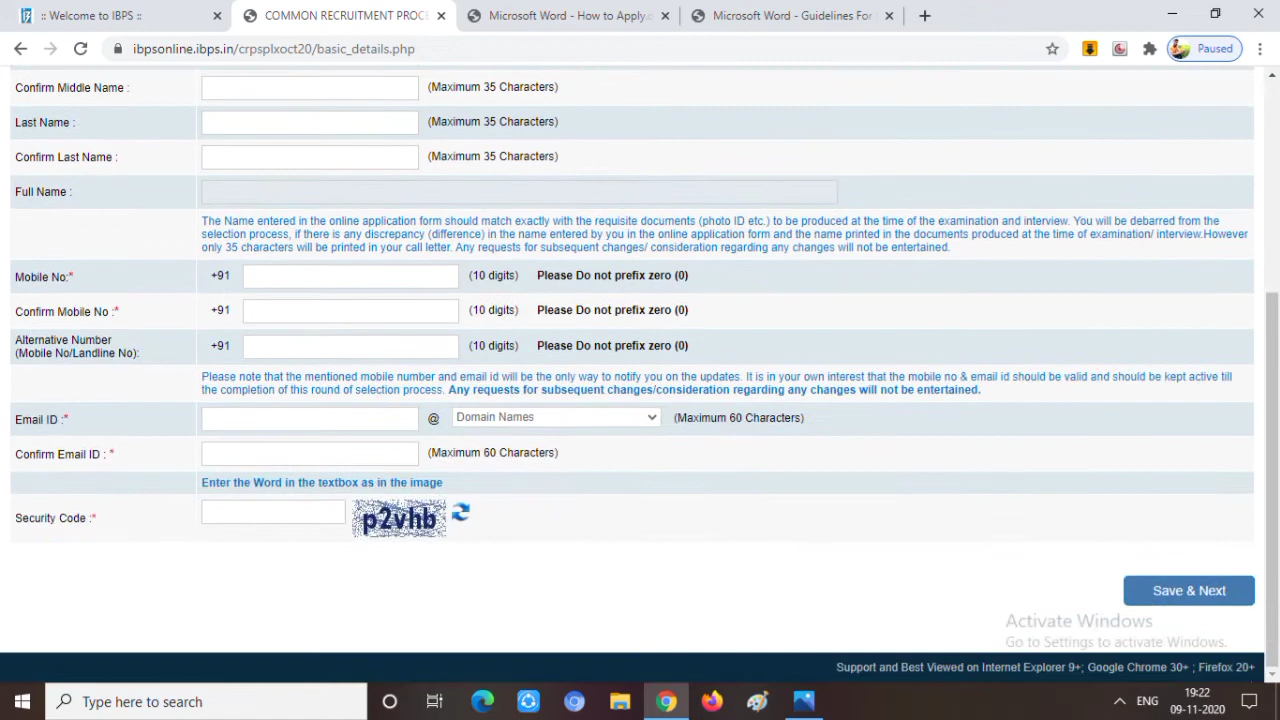 :: Welcome to IBPS ::
COMMON RECRUITMENT PROC
Microsoft Word - How to Apply.
Microsoft Word - Guidelines For
ibpsonline.ibps.in/crpsplxoct20/basic_details.php
Paused
Confirm Middle Name :
(Maximum 35 Characters)
Last Name :
(Maximum 35 Characters)
Confirm Last Name :
(Maximum 35 Characters)
Full Name :
The Name entered in the online application form should match exactly with the requisite documents (photo ID etc.) to be produced at the time of the examination and interview. You will be debarred from the
selection process, if there is any discrepancy (difference) in the name entered by you in the online application form and the name printed in the documents produced at the time of examination/ interview.However
only 35 characters will be printed in your call letter. Any requests for subsequent changes/ consideration regarding any changes will not be entertained.
Mobile No:* +91 (10 digits) Please Do not prefix zero (0)
Confirm Mobile No :* +91 (10 digits) Please Do not prefix zero (0)
Alternative Number
(Mobile No/Landline No): +91 (10 digits) Please Do not prefix zero (0)
Please note that the mentioned mobile number and email id will be the only way to notify you on the updates. It is in your own interest that the mobile no & email id should be valid and should be kept active till
the completion of this round of selection process. Any requests for subsequent changes/consideration regarding any changes will not be entertained.
Email ID :* @ Domain Names (Maximum 60 Characters)
Confirm Email ID : * (Maximum 60 Characters)
Enter the Word in the textbox as in the image
Security Code :* p2vhb
Save & Next
Activate Windows
Go to Settings to activate Windows.
Support and Best Viewed on Internet Explorer 9+; Google Chrome 30+ ; Firefox 20+
Type here to search
ENG
19:22
09-11-2020